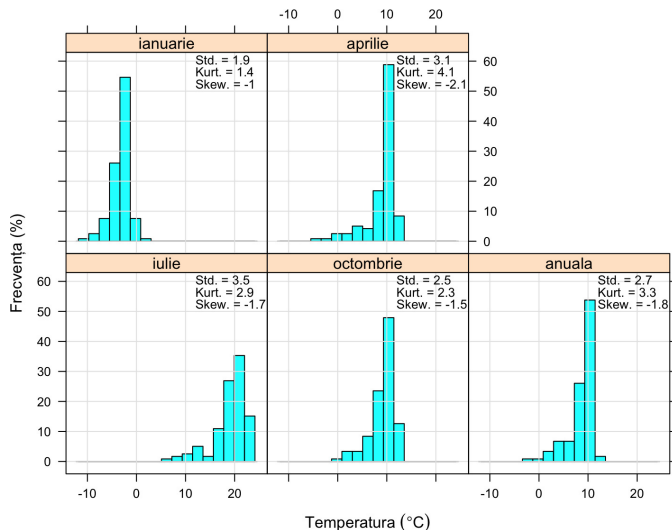 -10 0 10 20
ianuarie
aprilie
Std. = 1.9
Kurt. = 1.4
Skew. = -1
Std. = 3.1
Kurt. = 4.1
Skew. = -2.1
60
50
40
30
20
10
0
Frecvența (%)
iulie
octombrie
anuala
60
50
40
30
20
10
0
Std. = 3.5
Kurt. = 2.9
Skew. = -1.7
Std. = 2.5
Kurt. = 2.3
Skew. = -1.5
Std. = 2.7
Kurt. = 3.3
Skew. = -1.8
-10 0 10 20
-10 0 10 20
Temperatura (°C)